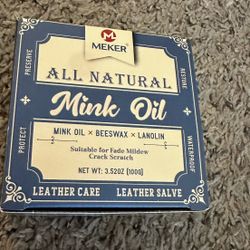 M
MEKER®
ALL NATURAL
Mink Oil
MINK OIL × BEESWAX × LANOLIN
Suitable for Fade Mildew
Crack Scratch
NET WT: 3.52OZ (100G)
PRESERVE
PROTECT
RESTORE
WATERPROOF
LEATHER CARE
LEATHER SALVE